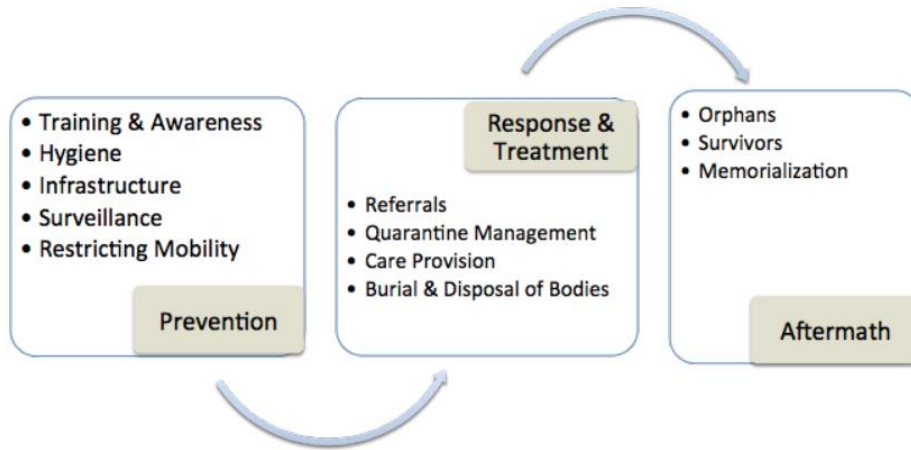 • Training & Awareness
• Hygiene
• Infrastructure
• Surveillance
• Restricting Mobility
Prevention
Response &
Treatment
• Referrals
• Quarantine Management
• Care Provision
• Burial & Disposal of Bodies
• Orphans
• Survivors
• Memorialization
Aftermath